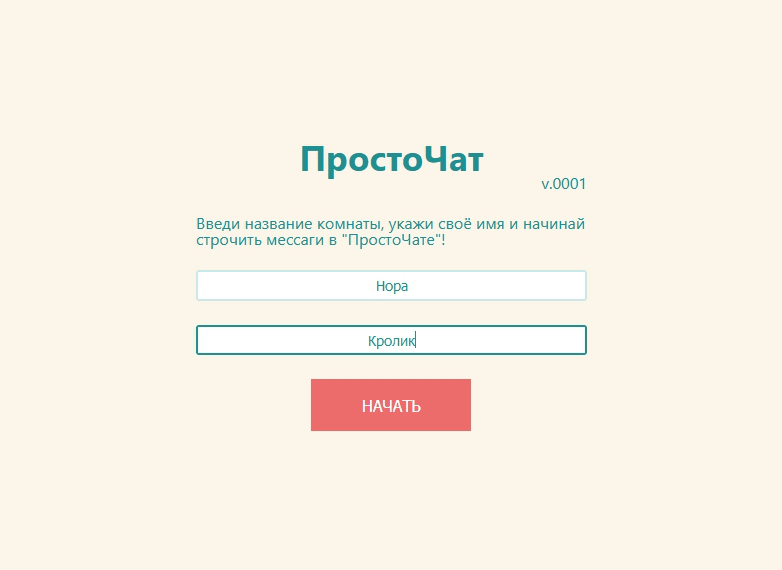 ПростоЧат
v.0001
Введи название комнаты, укажи своё имя и начинай
строчить мессаги в "ПростоЧате"!
Нора
Кролик
НАЧАТЬ